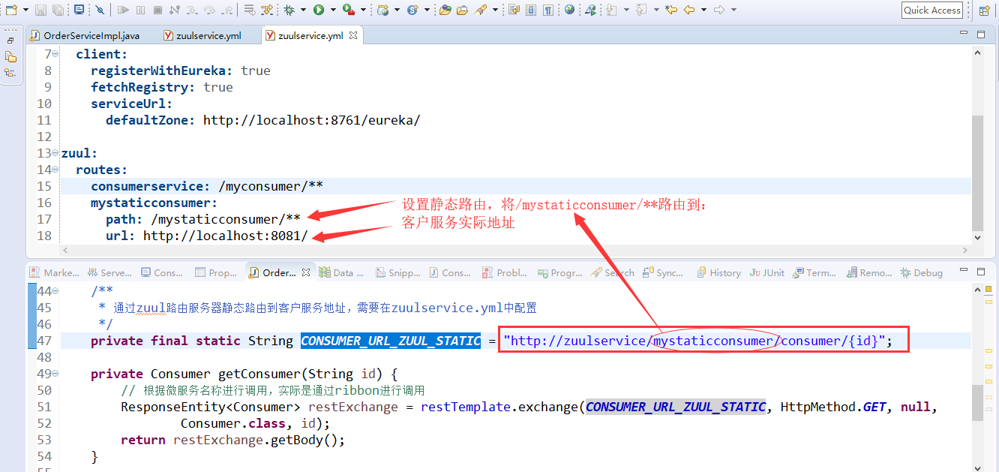 Quick Access
OrderServiceImpl.java zuulservice.yml zuulservice.yml
7 client:
8 registerWithEureka: true
9 fetchRegistry: true
10 serviceUrl:
11 defaultZone: http://localhost:8761/eureka/
12
13 zuul:
14 routes:
15 consumerservice: /myconsumer/**
16 mystaticconsumer:
17 path: /mystaticconsumer/**
18 url: http://localhost:8081/
设置静态路由，将/mystaticconsumer/**路由到：
客户服务实际地址
Marke... Serve... Cons... Prop... Order... Data ... Snipp... Cons... Probl... Progr... Search Sync... History JUnit Term... Remo... Debug
44 /**
45 * 通过zuul路由服务器静态路由到客户服务地址，需要在zuulservice.yml中配置
46 */
47 private final static String CONSUMER_URL_ZUUL_STATIC = "http://zuulservice/mystaticconsumer/consumer/{id}";
48
49 private Consumer getConsumer(String id) {
50 // 根据微服务名称进行调用，实际是通过ribbon进行调用
51 ResponseEntity<Consumer> restExchange = restTemplate.exchange(CONSUMER_URL_ZUUL_STATIC, HttpMethod.GET, null,
52 Consumer.class, id);
53 return restExchange.getBody();
54 }